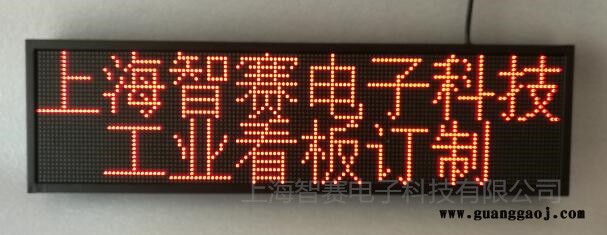 上海智赛电子科技
工业看板订制
上海智赛电子科技有限公司
www.guanggaoj.com